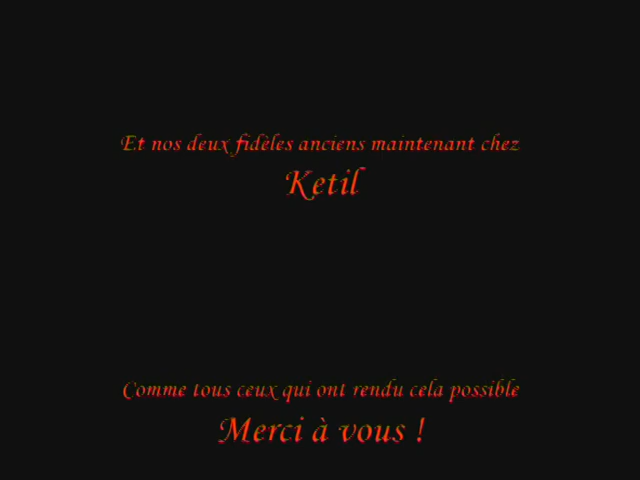 Et nos deux fidèles anciens maintenant chez
Ketil
Comme tous ceux qui ont rendu cela possible
Merci à vous !